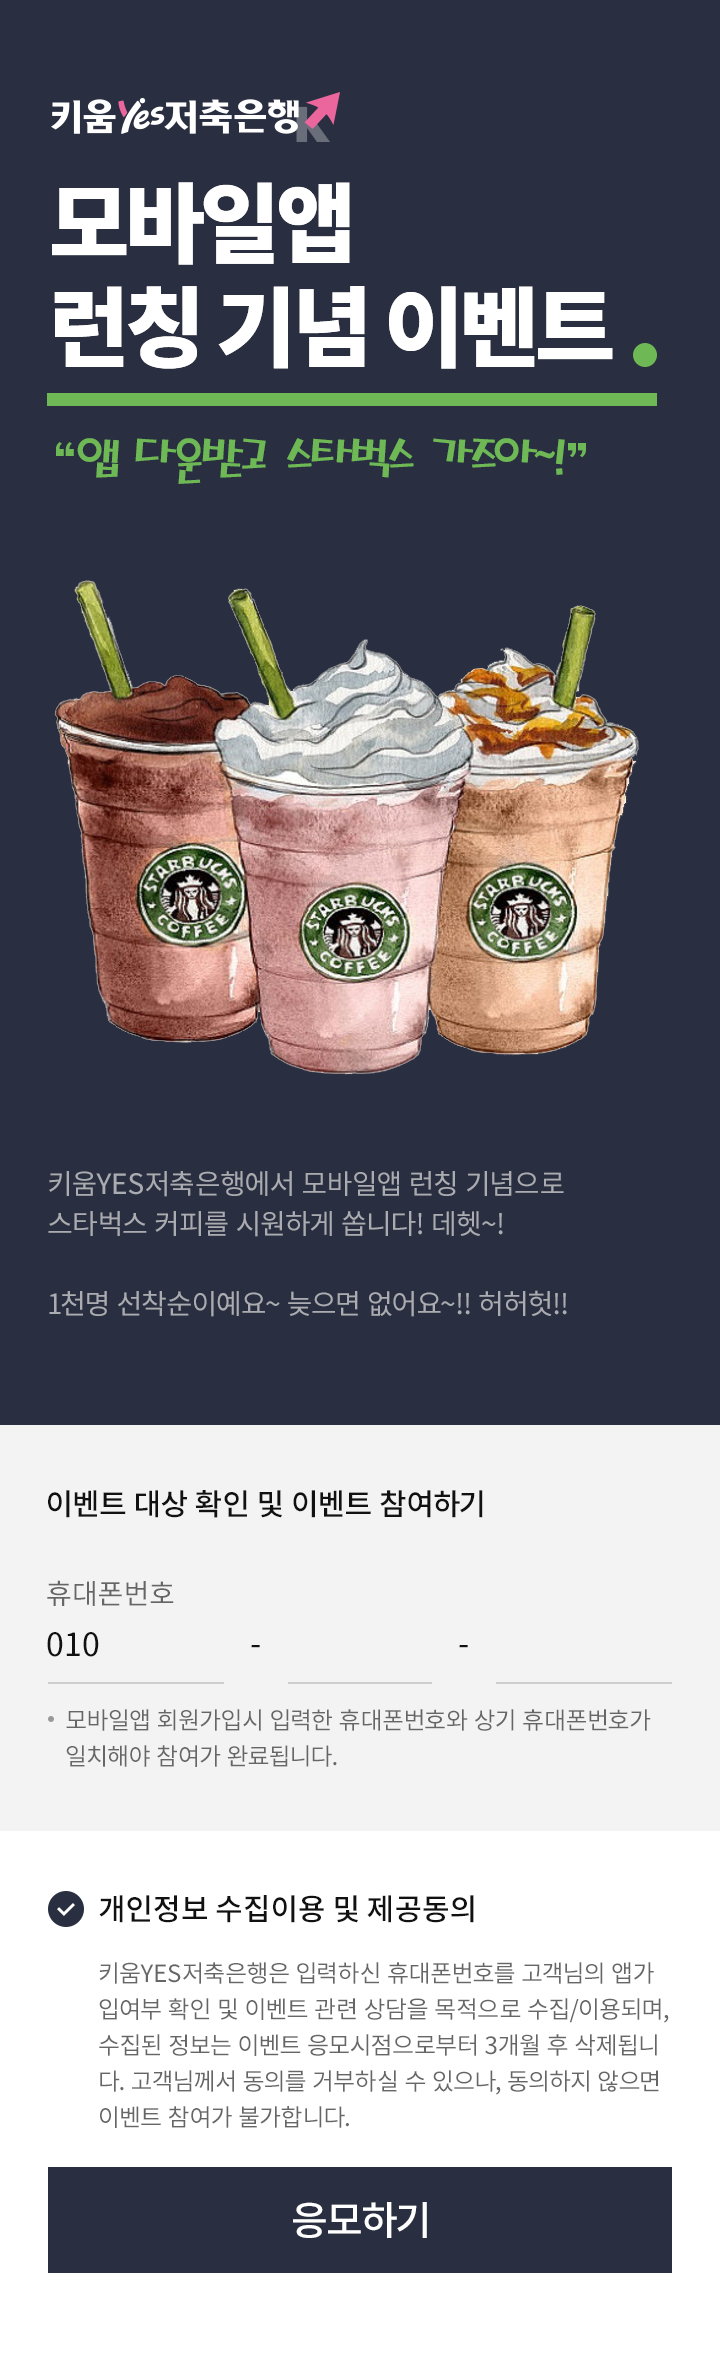 키움Yes저축은행
모바일앱
런칭 기념 이벤트.
“앱 다운받고 스타벅스 가즈아~!”
STARBUCKS STARBUCKS STARBUCKS
COFFEE COFFEE COFFEE
키움YES저축은행에서 모바일앱 런칭 기념으로
스타벅스 커피를 시원하게 쏩니다! 데헷~!
1천명 선착순이예요~ 늦으면 없어요~!! 허허헛!!
이벤트 대상 확인 및 이벤트 참여하기
휴대폰번호
010 - -
• 모바일앱 회원가입시 입력한 휴대폰번호와 상기 휴대폰번호가
일치해야 참여가 완료됩니다.
개인정보 수집이용 및 제공동의
키움YES저축은행은 입력하신 휴대폰번호를 고객님의 앱가
입여부 확인 및 이벤트 관련 상담을 목적으로 수집/이용되며,
수집된 정보는 이벤트 응모시점으로부터 3개월 후 삭제됩니
다. 고객님께서 동의를 거부하실 수 있으나, 동의하지 않으면
이벤트 참여가 불가합니다.
응모하기